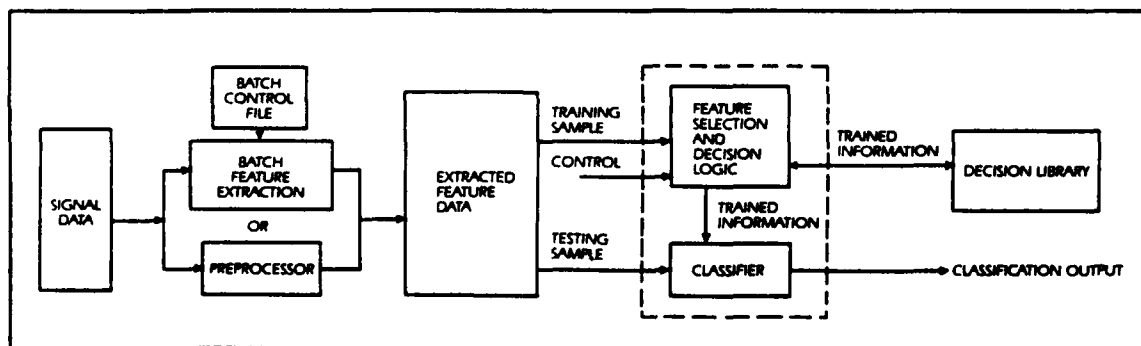 BATCH
CONTROL
FILE
SIGNAL
DATA
BATCH
FEATURE
EXTRACTION
OR
PREPROCESSOR
EXTRACTED
FEATURE
DATA
TRAINING
SAMPLE
CONTROL
TESTING
SAMPLE
FEATURE
SELECTION
AND
DECISION
LOGIC
TRAINED
INFORMATION
CLASSIFIER
TRAINED
INFORMATION
DECISION LIBRARY
CLASSIFICATION OUTPUT